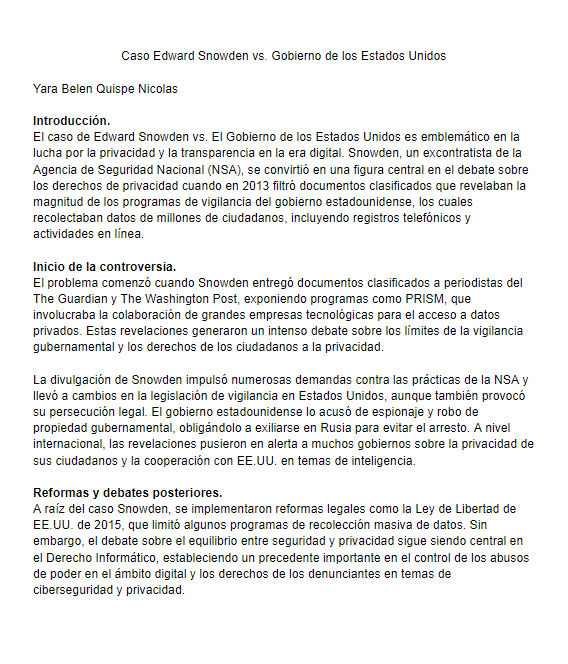 Caso Edward Snowden vs. Gobierno de los Estados Unidos
Yara Belen Quispe Nicolas
Introducción.
El caso de Edward Snowden vs. El Gobierno de los Estados Unidos es emblemático en la
lucha por la privacidad y la transparencia en la era digital. Snowden, un excontratista de la
Agencia de Seguridad Nacional (NSA), se convirtió en una figura central en el debate sobre
los derechos de privacidad cuando en 2013 filtró documentos clasificados que revelaban la
magnitud de los programas de vigilancia del gobierno estadounidense, los cuales
recolectaban datos de millones de ciudadanos, incluyendo registros telefónicos y
actividades en línea.
Inicio de la controversia.
El problema comenzó cuando Snowden entregó documentos clasificados a periodistas del
The Guardian y The Washington Post, exponiendo programas como PRISM, que
involucraba la colaboración de grandes empresas tecnológicas para el acceso a datos
privados. Estas revelaciones generaron un intenso debate sobre los límites de la vigilancia
gubernamental y los derechos de los ciudadanos a la privacidad.
La divulgación de Snowden impulsó numerosas demandas contra las prácticas de la NSA y
llevó a cambios en la legislación de vigilancia en Estados Unidos, aunque también provocó
su persecución legal. El gobierno estadounidense lo acusó de espionaje y robo de
propiedad gubernamental, obligándolo a exiliarse en Rusia para evitar el arresto. A nivel
internacional, las revelaciones pusieron en alerta a muchos gobiernos sobre la privacidad de
sus ciudadanos y la cooperación con EE.UU. en temas de inteligencia.
Reformas y debates posteriores.
A raíz del caso Snowden, se implementaron reformas legales como la Ley de Libertad de
EE.UU. de 2015, que limitó algunos programas de recolección masiva de datos. Sin
embargo, el debate sobre el equilibrio entre seguridad y privacidad sigue siendo central en
el Derecho Informático, estableciendo un precedente importante en el control de los abusos
de poder en el ámbito digital y los derechos de los denunciantes en temas de
ciberseguridad y privacidad.